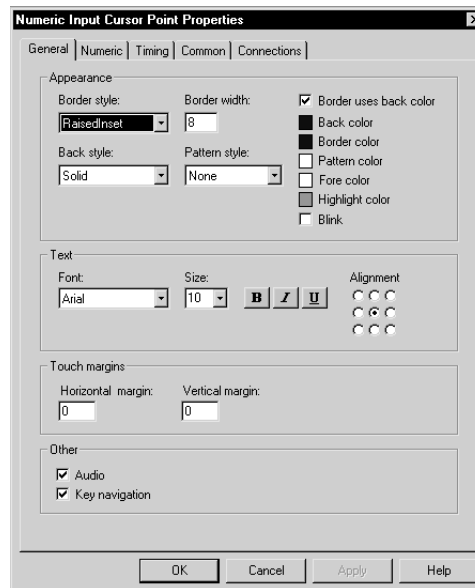 Numeric Input Cursor Point Properties
General Numeric Timing Common Connections
Appearance
Border style: Border width: Border uses back color
RaisedInset 8 Back color
Border color
Back style: Pattern style: Pattern color
Solid None Fore color
Highlight color
Blink
Text
Font: Size: Alignment
Arial 10 B I U
Touch margins
Horizontal margin: Vertical margin:
0 0
Other
Audio
Key navigation
OK Cancel Apply Help